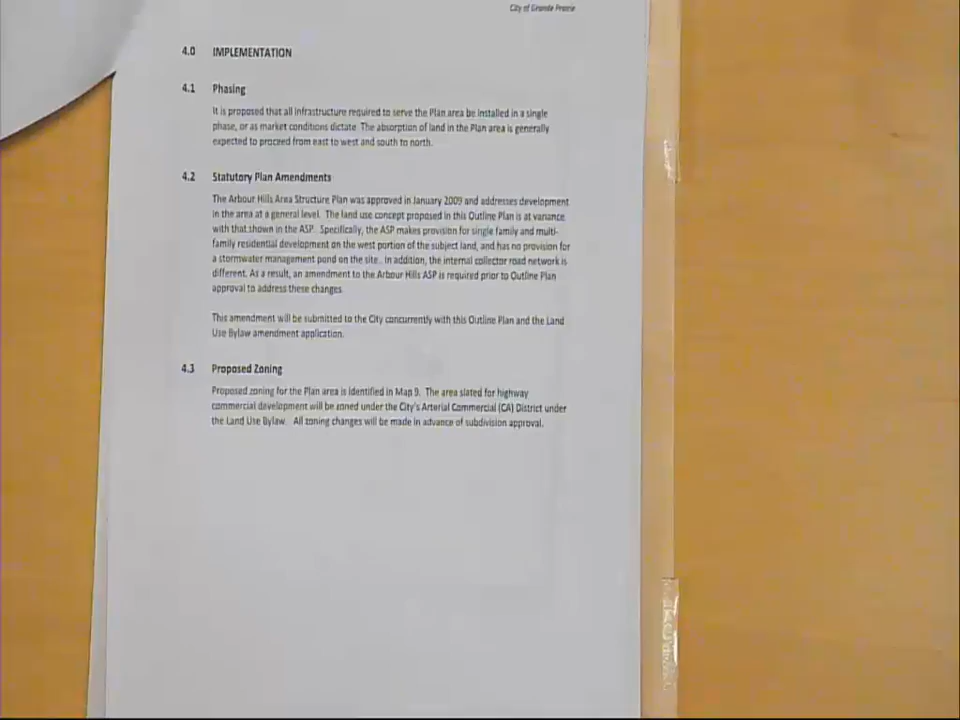 City of Grande Prairie
4.0 IMPLEMENTATION
4.1 Phasing
It is proposed that all infrastructure required to serve the Plan area be installed in a single
phase, or as market conditions dictate. The absorption of land in the Plan area is generally
expected to proceed from east to west and south to north.
4.2 Statutory Plan Amendments
The Arbour Hills Area Structure Plan was approved in January 2009 and addresses development
in the area at a general level. The land use concept proposed in this Outline Plan is at variance
with that shown in the ASP. Specifically, the ASP makes provision for single family and multi-
family residential development on the west portion of the subject land, and has no provision for
a stormwater management pond on the site. In addition, the internal collector road network is
different. As a result, an amendment to the Arbour Hills ASP is required prior to Outline Plan
approval to address these changes.
This amendment will be submitted to the City concurrently with this Outline Plan and the Land
Use Bylaw amendment application.
4.3 Proposed Zoning
Proposed zoning for the Plan area is identified in Map 9. The area slated for highway
commercial development will be zoned under the City's Arterial Commercial (CA) District under
the Land Use Bylaw. All zoning changes will be made in advance of subdivision approval.